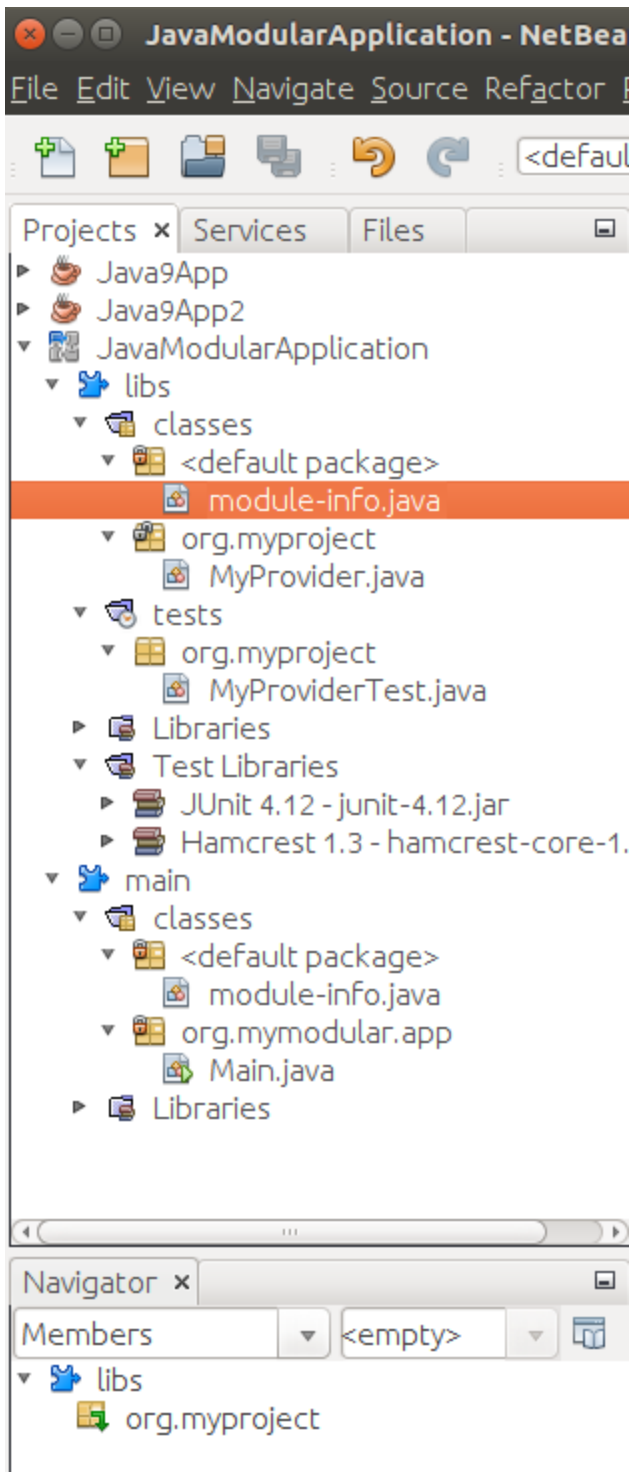 JavaModularApplication - NetBea
File Edit View Navigate Source Refactor
<defaul
Projects × Services Files
Java9App
Java9App2
JavaModularApplication
libs
classes
<default package>
module-info.java
org.myproject
MyProvider.java
tests
org.myproject
MyProviderTest.java
Libraries
Test Libraries
JUnit 4.12 - junit-4.12.jar
Hamcrest 1.3 - hamcrest-core-1.
main
classes
<default package>
module-info.java
org.mymodular.app
Main.java
Libraries
Navigator ×
Members <empty>
libs
org.myproject